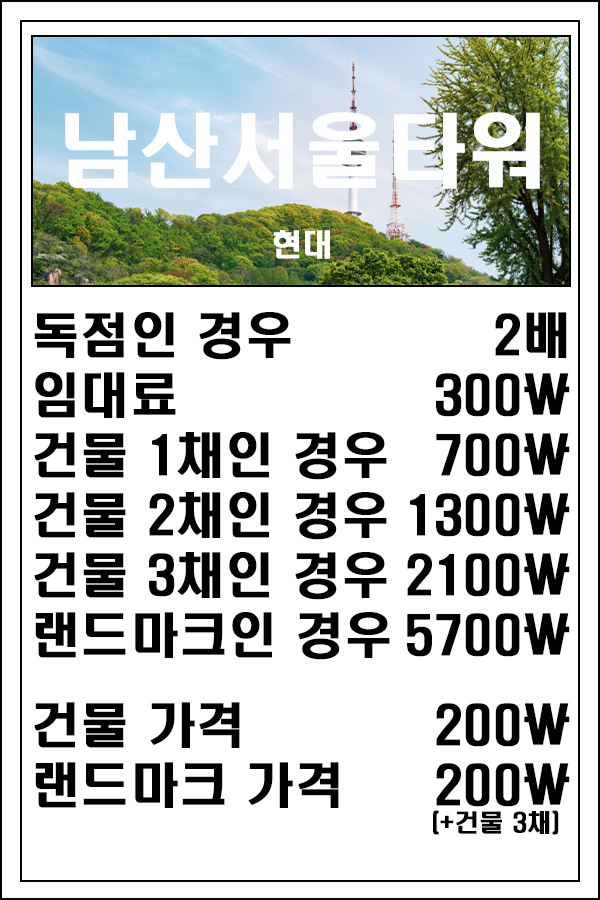 남산서울타워
현대
독점인 경우 2배
임대료 300₩
건물 1채인 경우 700₩
건물 2채인 경우 1300₩
건물 3채인 경우 2100₩
랜드마크인 경우 5700₩
건물 가격 200₩
랜드마크 가격 200₩
(+건물 3채)